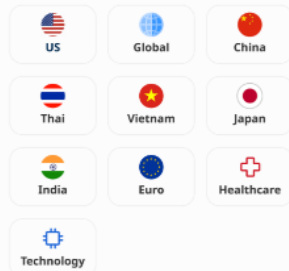 US
Global
China
Thai
Vietnam
Japan
India
Euro
Healthcare
Technology